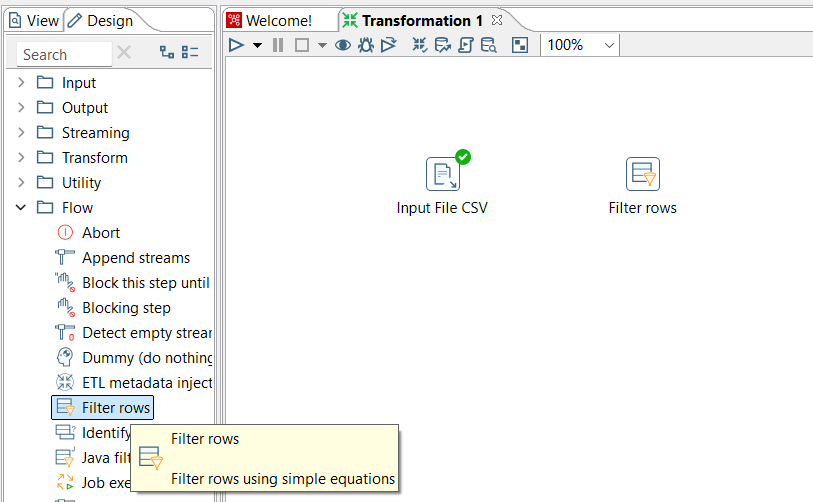 View Design
Welcome! Transformation 1
Search
100%
Input
Output
Streaming
Transform
Utility
Flow
Abort
Append streams
Block this step until
Blocking step
Detect empty strear
Dummy (do nothing
ETL metadata inject
Filter rows
Identify
Java filt
Job exe
Filter rows
Filter rows using simple equations
Input File CSV
Filter rows